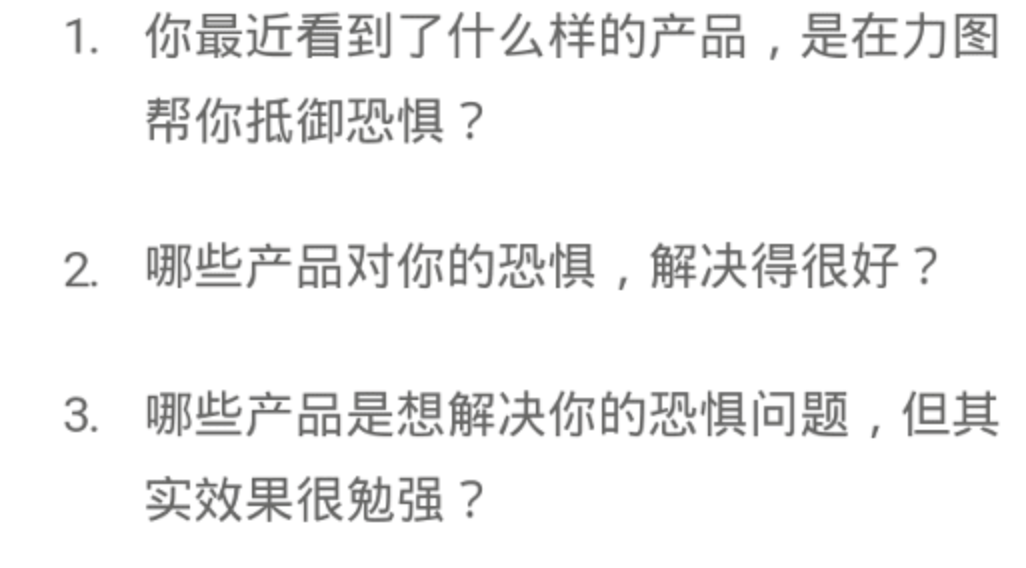 1. 你最近看到了什么样的产品，是在力图
帮你抵御恐惧？
2. 哪些产品对你的恐惧，解决得很好？
3. 哪些产品是想解决你的恐惧问题，但其
实效果很勉强？